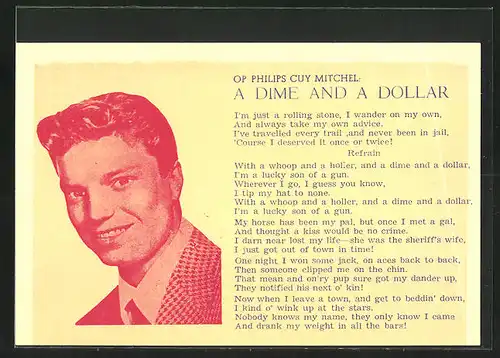 OP PHILIPS CUY MITCHEL:
A DIME AND A DOLLAR
I'm just a rolling stone, I wander on my own,
And always take my own advice.
I've travelled every trail ,and never been in jail,
'Course I deserved it once or twice!
Refrain
With a whoop and a holler, and a dime and a dollar,
I'm a lucky son of a gun.
Wherever I go, I guess you know,
I tip my hat to none.
With a whoop and a holler, and a dime and a dollar,
I'm a lucky son of a gun.
My horse has been my pal, but once I met a gal,
And thought a kiss would be no crime.
I darn near lost my life—she was the sheriff's wife,
I just got out of town in time!
One night I won some jack, on aces back to back,
Then someone clipped me on the chin.
That mean and on'ry pup sure got my dander up,
They notified his next o' kin!
Now when I leave a town, and get to beddin' down,
I kind o' wink up at the stars.
Nobody knows my name, they only know I came
And drank my weight in all the bars!